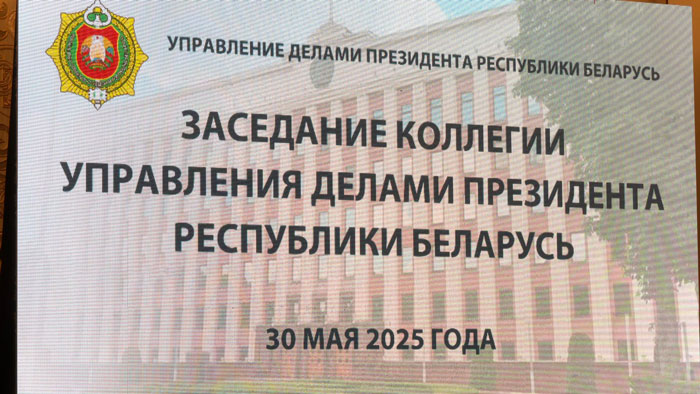 УПРАВЛЕНИЕ ДЕЛАМИ ПРЕЗИДЕНТА РЕСПУБЛИКИ БЕЛАРУСЬ
ЗАСЕДАНИЕ КОЛЛЕГИИ
УПРАВЛЕНИЯ ДЕЛАМИ ПРЕЗИДЕНТА
РЕСПУБЛИКИ БЕЛАРУСЬ
30 МАЯ 2025 ГОДА